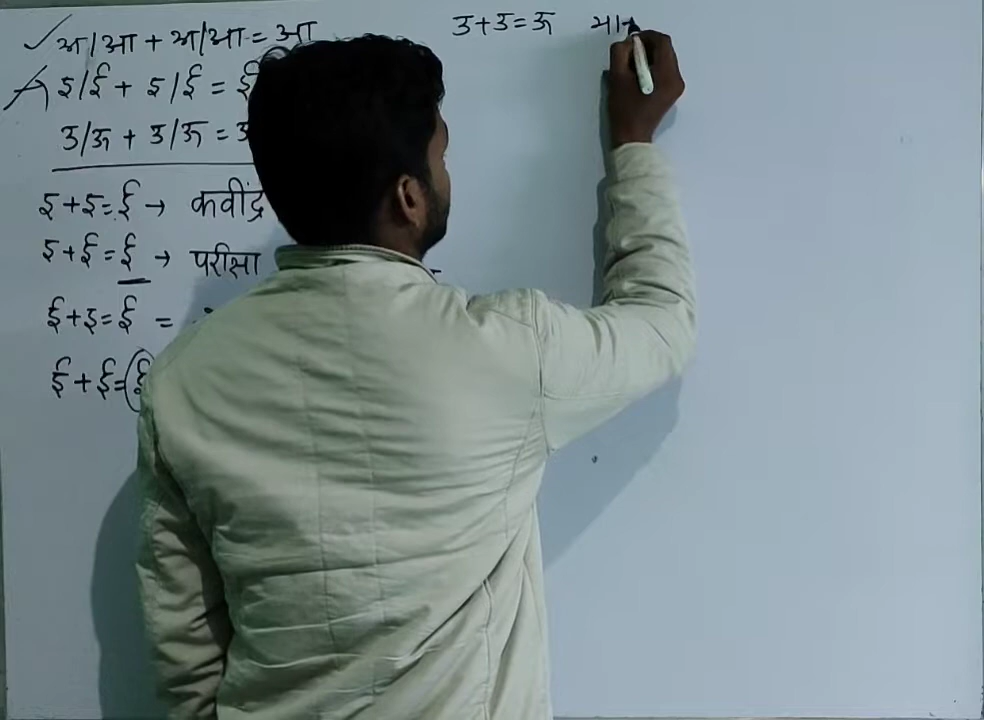 अ/आ + अ/आ = आ
इ/ई + इ/ई = ई
उ/ऊ + उ/ऊ =
इ+इ=ई → कवींद्र
इ+ई=ई → परीक्षा
ई+इ=ई =
ई+ई=ई
उ+उ=ऊ